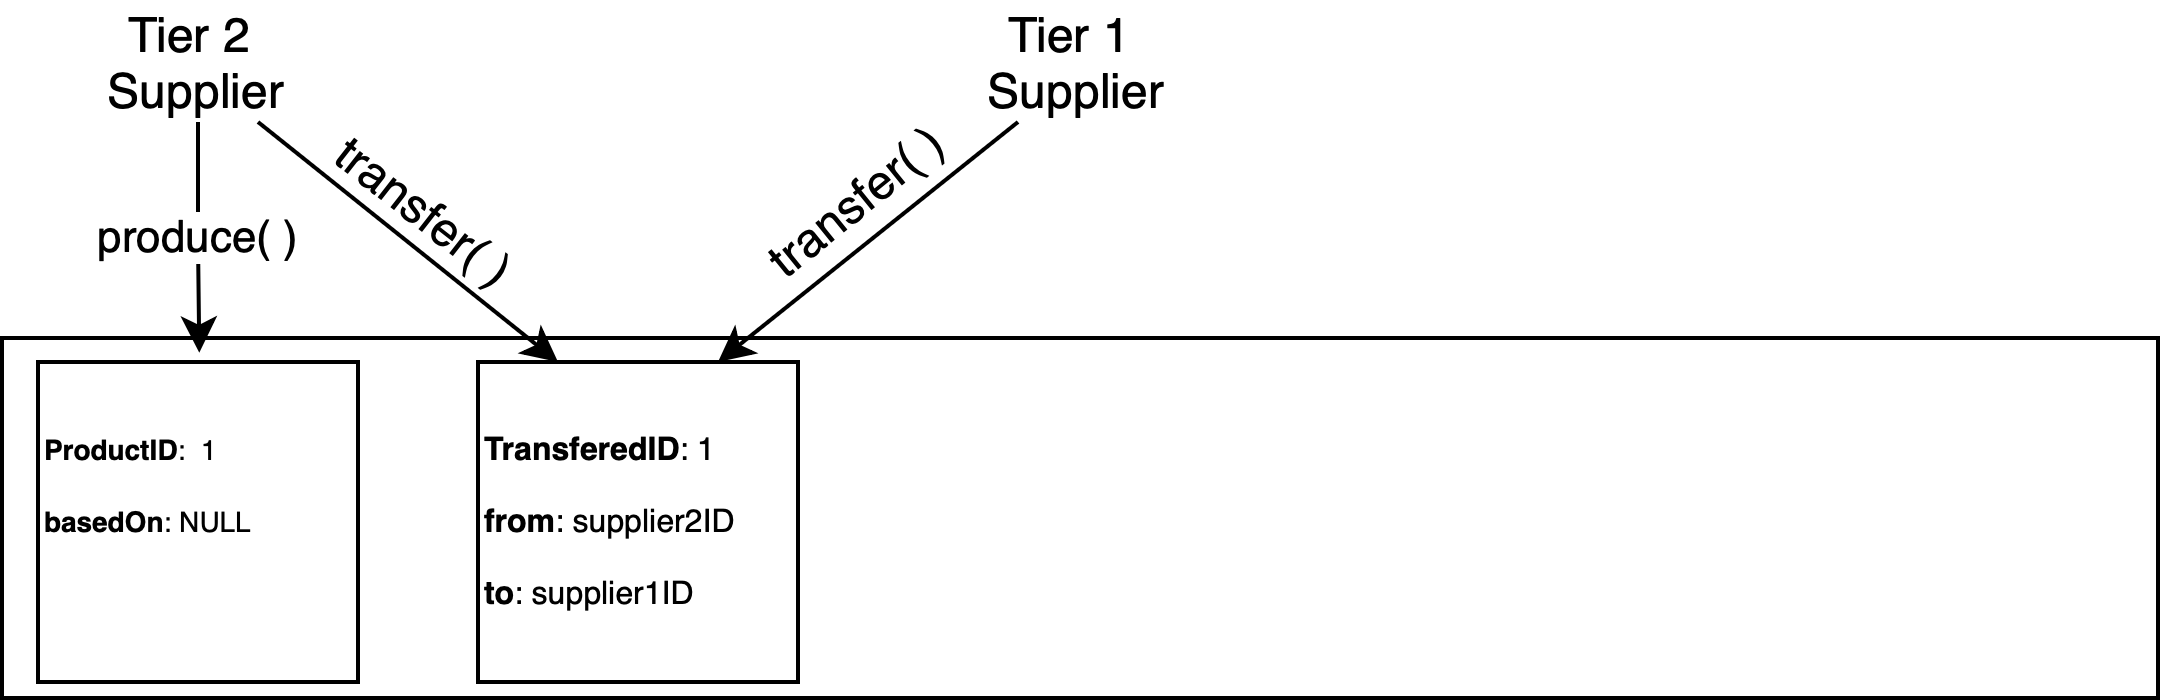 Tier 2
Supplier
Tier 1
Supplier
transfer( )
transfer( )
produce( )
ProductID:  1
basedOn: NULL
TransferedID: 1
from: supplier2ID
to: supplier1ID